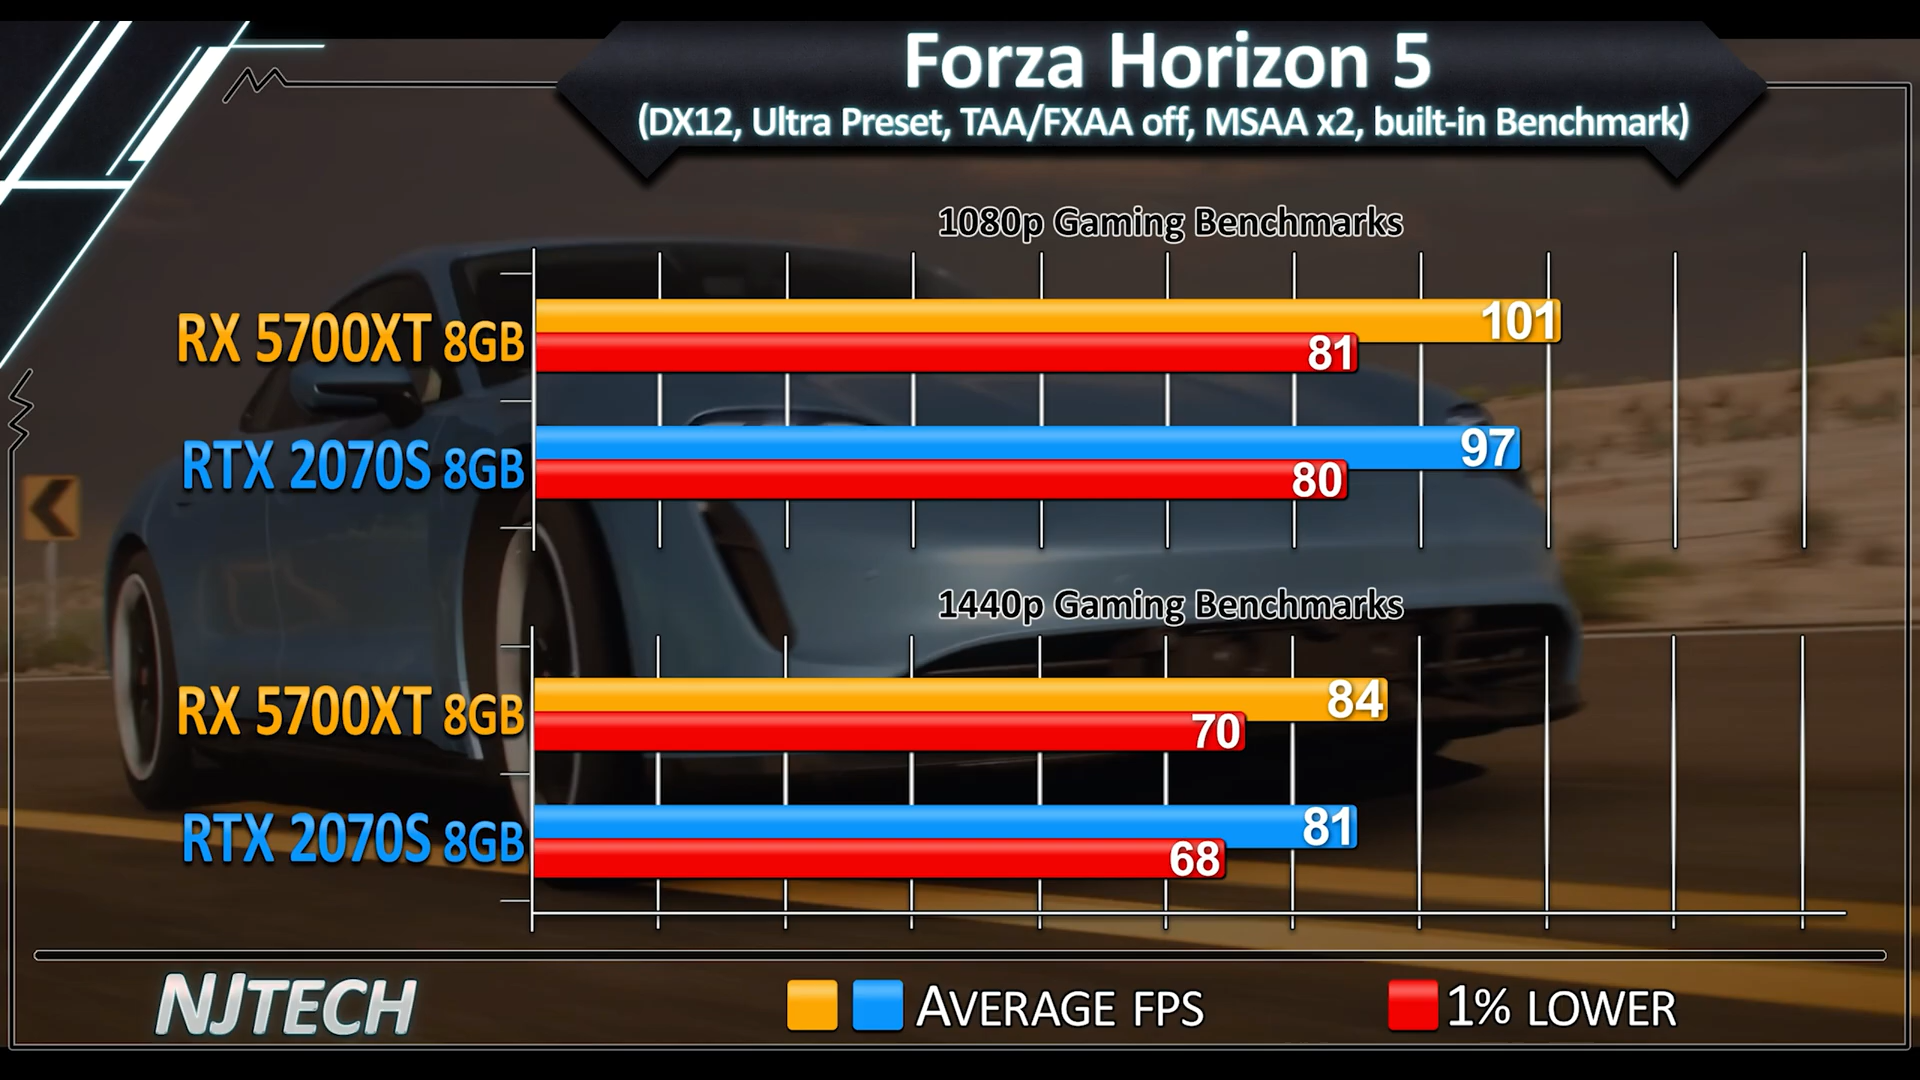 Forza Horizon 5
(DX12, Ultra Preset, TAA/FXAA off, MSAA x2, built-in Benchmark)
1080p Gaming Benchmarks
RX 5700XT 8GB
101
81
RTX 2070S 8GB
97
80
1440p Gaming Benchmarks
RX 5700XT 8GB
84
70
RTX 2070S 8GB
81
68
NJTECH
AVERAGE FPS
1% LOWER